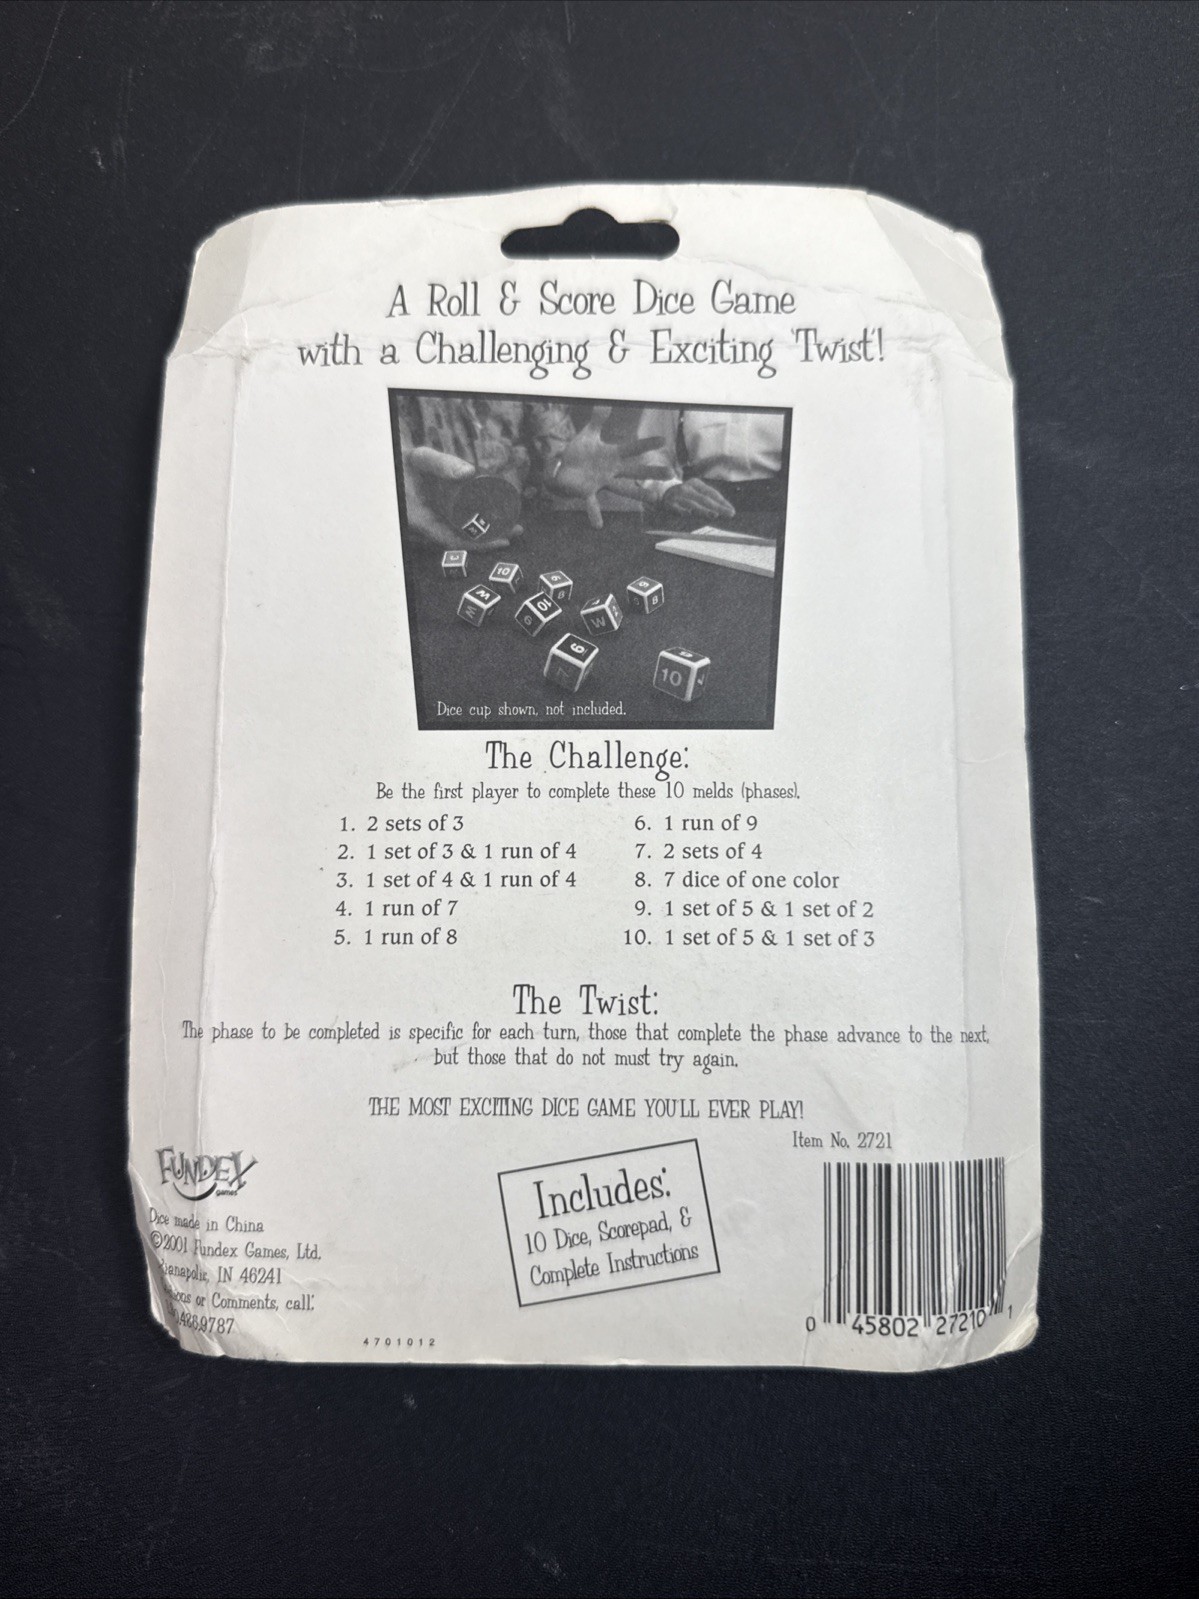 A Roll & Score Dice Game
with a Challenging & Exciting 'Twist'!
Dice cup shown, not included.
The Challenge:
Be the first player to complete these 10 melds (phases).
1. 2 sets of 3
2. 1 set of 3 & 1 run of 4
3. 1 set of 4 & 1 run of 4
4. 1 run of 7
5. 1 run of 8
6. 1 run of 9
7. 2 sets of 4
8. 7 dice of one color
9. 1 set of 5 & 1 set of 2
10. 1 set of 5 & 1 set of 3
The Twist:
The phase to be completed is specific for each turn, those that complete the phase advance to the next,
but those that do not must try again.
THE MOST EXCITING DICE GAME YOU'LL EVER PLAY!
Item No. 2721
FUNDEX
games
Dice made in China
©2001 Fundex Games, Ltd.
IN 46241
or Comments, call:
9787
4701012
Includes:
10 Dice, Scorepad, &
Complete Instructions
0 45802 27210 1